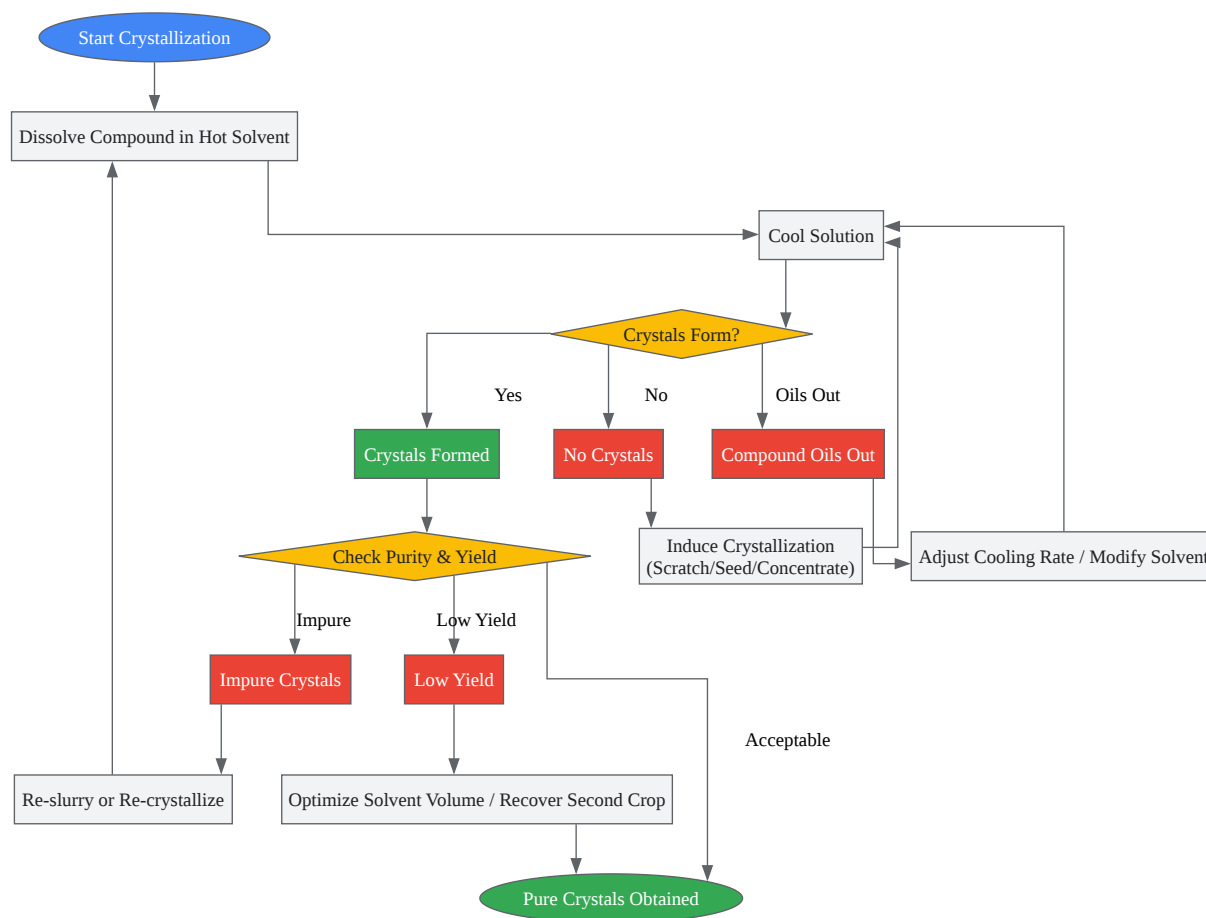 Start Crystallization
Dissolve Compound in Hot Solvent
Cool Solution
Crystals Form?
Yes
No
Oils Out
Crystals Formed
No Crystals
Compound Oils Out
Induce Crystallization
(Scratch/Seed/Concentrate)
Adjust Cooling Rate / Modify Solvent
Check Purity & Yield
Impure
Low Yield
Impure Crystals
Low Yield
Acceptable
Re-slurry or Re-crystallize
Optimize Solvent Volume / Recover Second Crop
Pure Crystals Obtained